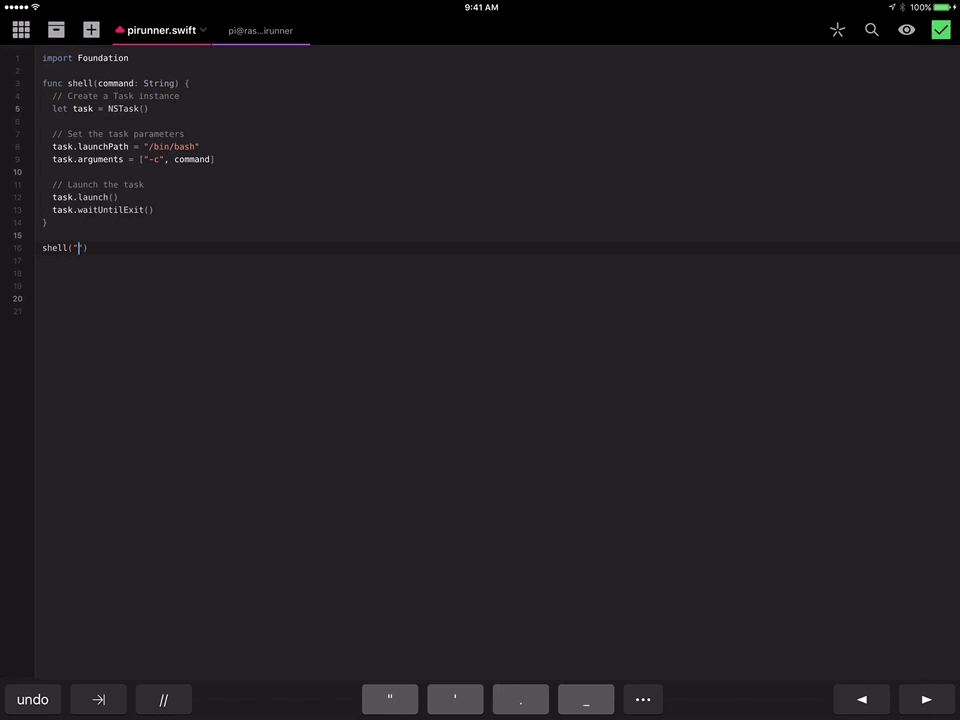 9:41 AM
100%
pirunner.swift
pi@ras...irunner
1 import Foundation
2
3 func shell(command: String) {
4 // Create a Task instance
5 let task = NSTask()
6
7 // Set the task parameters
8 task.launchPath = "/bin/bash"
9 task.arguments = ["-c", command]
10
11 // Launch the task
12 task.launch()
13 task.waitUntilExit()
14 }
15
16 shell("")
17
18
19
20
21
undo // " ' . _ •••